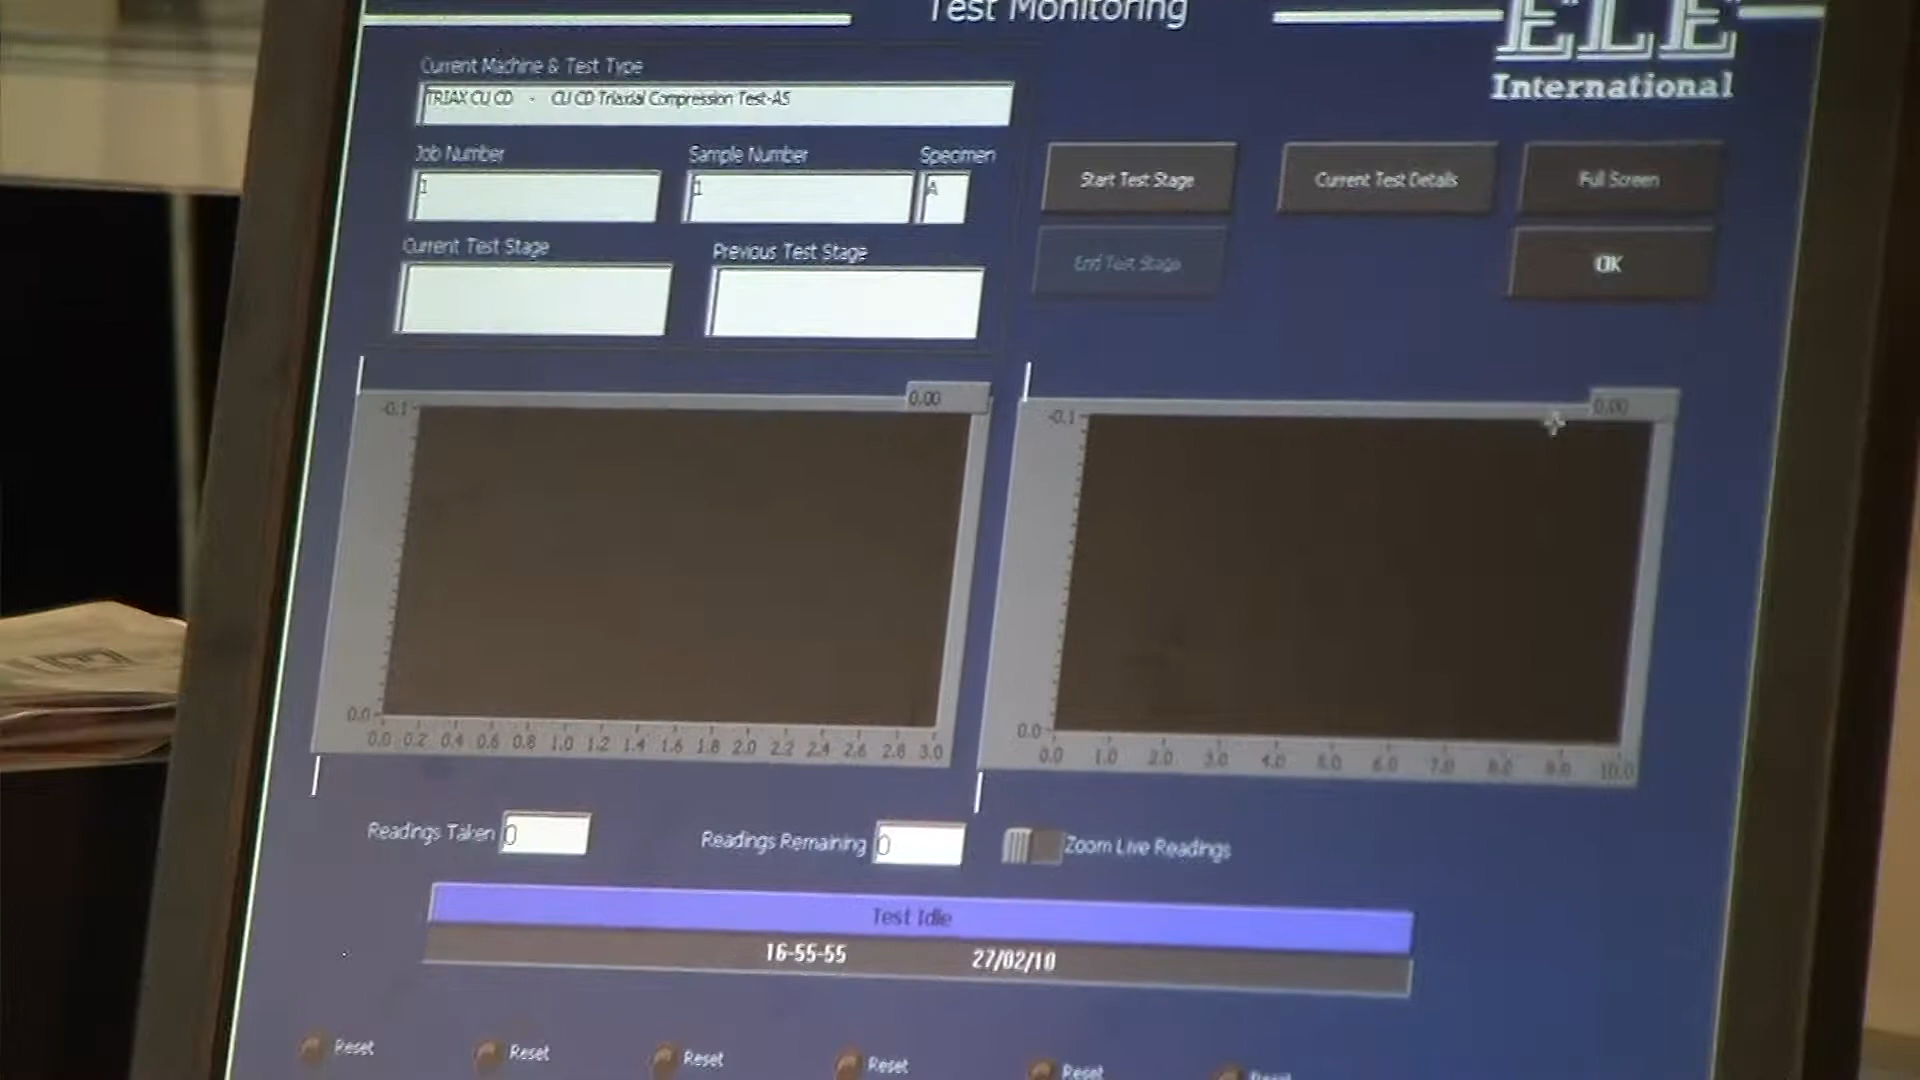 Test Monitoring
ELE
International
Current Machine & Test Type
TRIAX CU CD - CU CD Triaxial Compression Test-AS
Job Number Sample Number Specimen
1 1 A
Start Test Stage Current Test Details Full Screen
Current Test Stage Previous Test Stage
End Test Stage OK
-0.1 0.00
0.0
0.0 0.2 0.4 0.6 0.8 1.0 1.2 1.4 1.6 1.8 2.0 2.2 2.4 2.6 2.8 3.0
-0.1 0.00
0.0
0.0 1.0 2.0 3.0 4.0 5.0 6.0 7.0 8.0 9.0 10.0
Readings Taken 0 Readings Remaining 0 Zoom Live Readings
Test Idle
16-55-55 27/02/10
Reset Reset Reset Reset Reset Reset